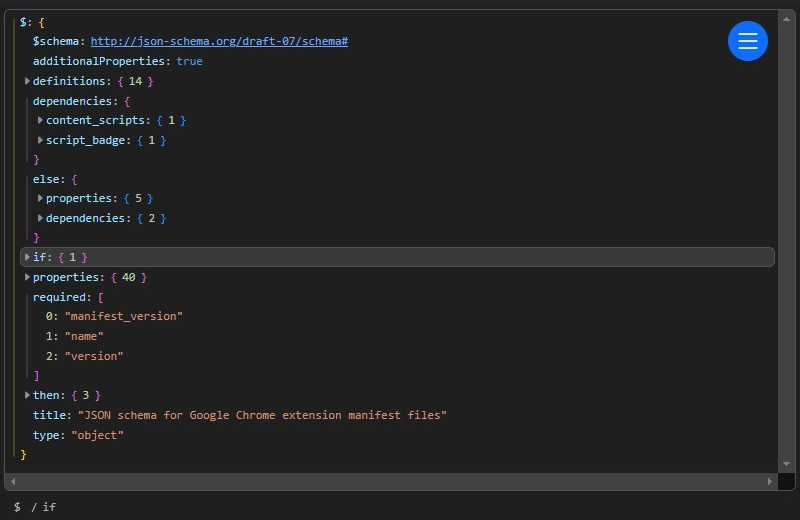 $: {
$schema: http://json-schema.org/draft-07/schema#
additionalProperties: true
definitions: { 14 }
dependencies: {
content_scripts: { 1 }
script_badge: { 1 }
}
else: {
properties: { 5 }
dependencies: { 2 }
}
if: { 1 }
properties: { 40 }
required: [
0: "manifest_version"
1: "name"
2: "version"
]
then: { 3 }
title: "JSON schema for Google Chrome extension manifest files"
type: "object"
}
$ / if